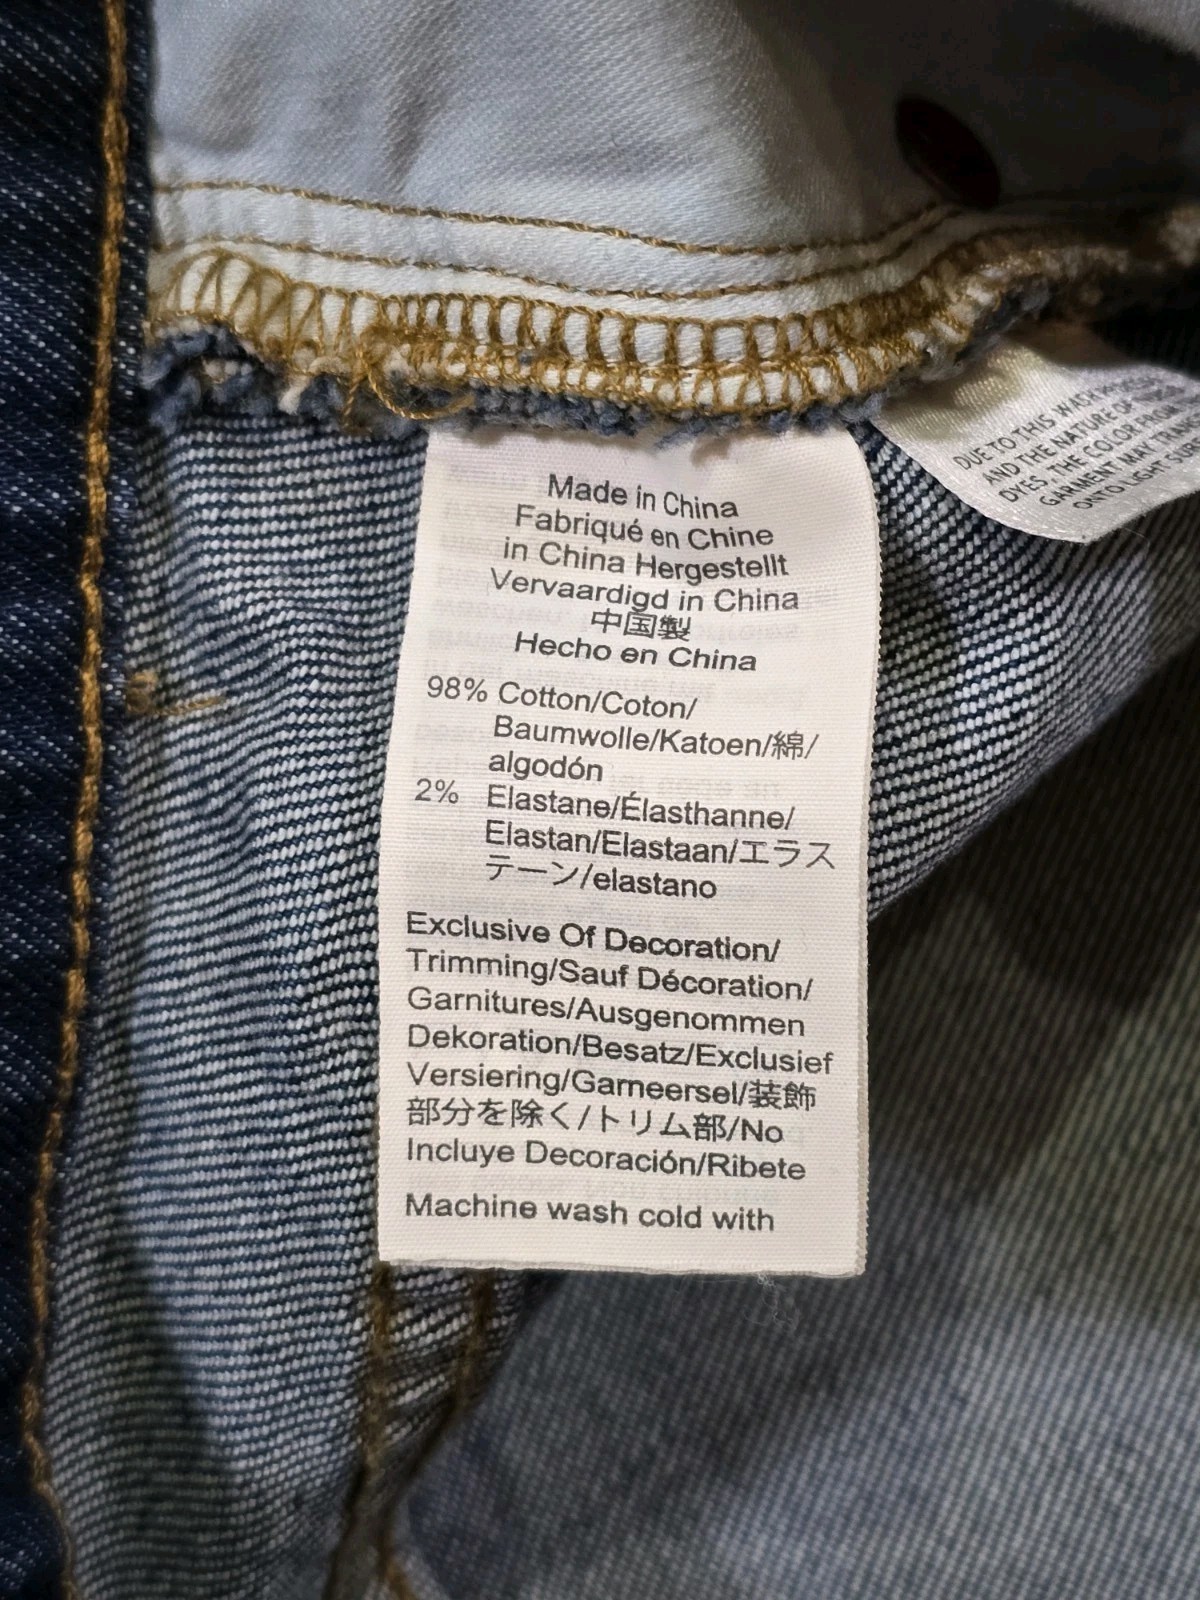 Made in China
Fabriqué en Chine
in China Hergestellt
Vervaardigd in China
中国製
Hecho en China
98% Cotton/Coton/
Baumwolle/Katoen/綿/
algodón
2% Elastane/Élasthanne/
Elastan/Elastaan/エラス
テーン/elastano
Exclusive Of Decoration/
Trimming/Sauf Décoration/
Garnitures/Ausgenommen
Dekoration/Besatz/Exclusief
Versiering/Garneersel/装飾
部分を除く/トリム部/No
Incluye Decoración/Ribete
Machine wash cold with
DUE TO THIS WASH
AND THE NATURE OF
DYES, THE COLOR FROM
GARMENT MAY
ONTO LIGHT